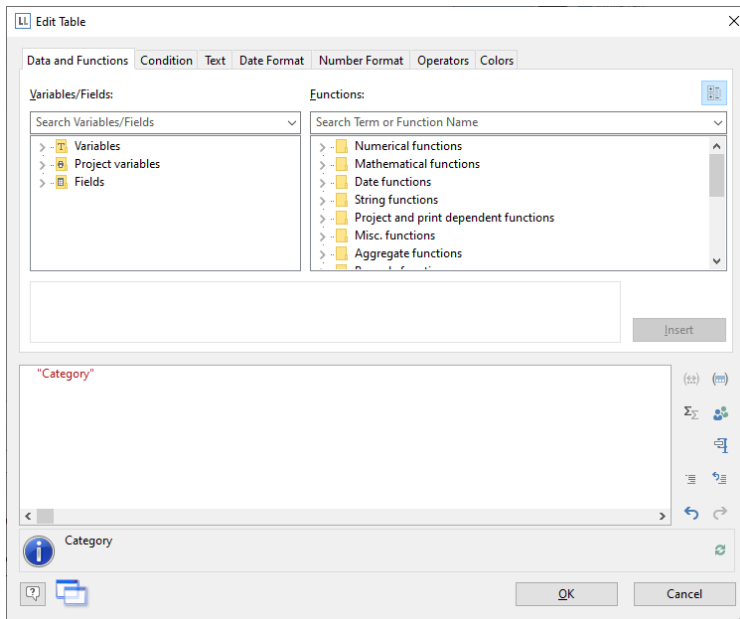 LL Edit Table
Data and Functions Condition Text Date Format Number Format Operators Colors
Variables/Fields: Functions:
Search Variables/Fields Search Term or Function Name
Variables
Project variables
Fields
Numerical functions
Mathematical functions
Date functions
String functions
Project and print dependent functions
Misc. functions
Aggregate functions
Insert
"Category"
Category
OK Cancel